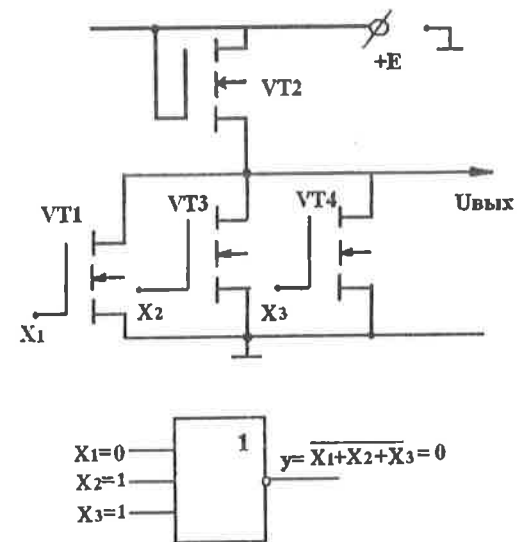 +E
VT2
VT1
VT3
VT4
Uвых
X1
X2
X3
1
X1=0
X2=1
X3=1
y= X1+X2+X3=0